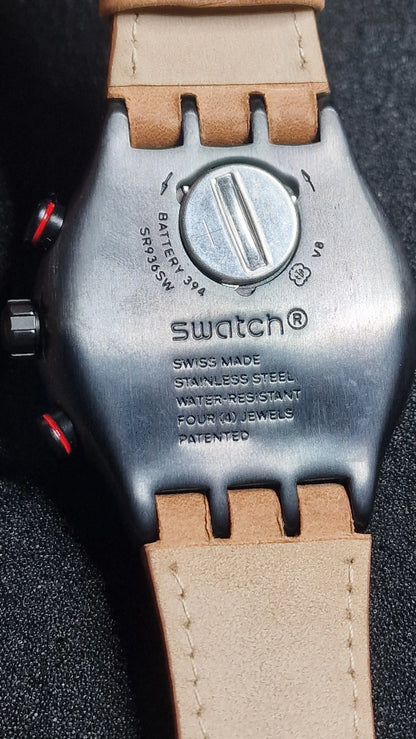 BATTERY 394
SR936SW
V8
swatch®
SWISS MADE
STAINLESS STEEL
WATER-RESISTANT
FOUR (4) JEWELS
PATENTED